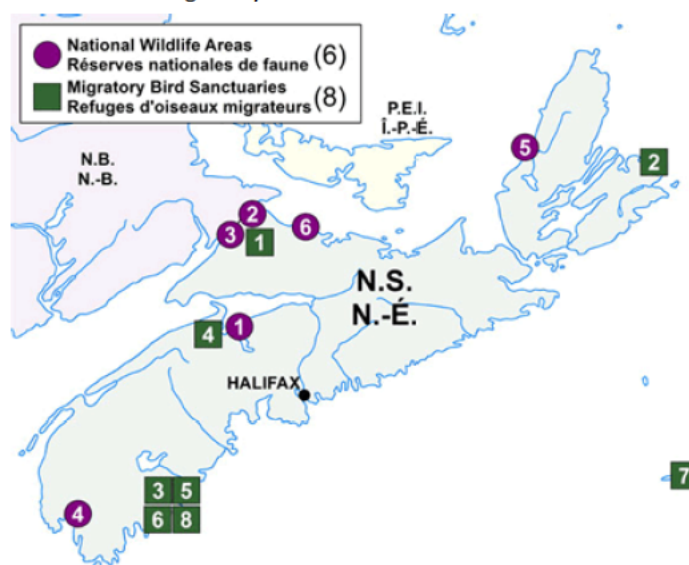 National Wildlife Areas
Réserves nationales de faune (6)
Migratory Bird Sanctuaries
Refuges d'oiseaux migrateurs (8)
P.E.I.
Î.-P.-É.
N.B.
N.-B.
5
2
2
3
1
6
N.S.
N.-É.
4
1
HALIFAX
7
3 5
4
6 8